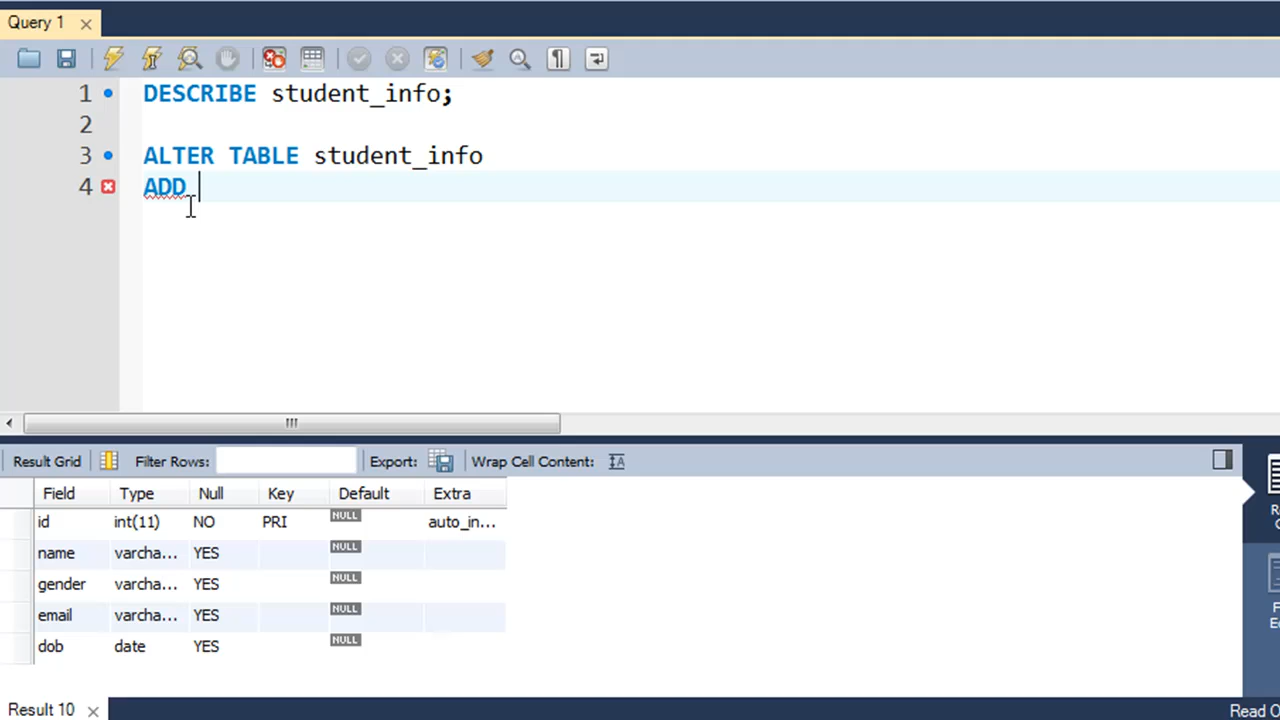 Query 1
1 DESCRIBE student_info;
2
3 ALTER TABLE student_info
4 ADD
Result Grid Filter Rows: Export: Wrap Cell Content:
Field Type Null Key Default Extra
id int(11) NO PRI NULL auto_in...
name varcha... YES NULL
gender varcha... YES NULL
email varcha... YES NULL
dob date YES NULL
Result 10
Read O